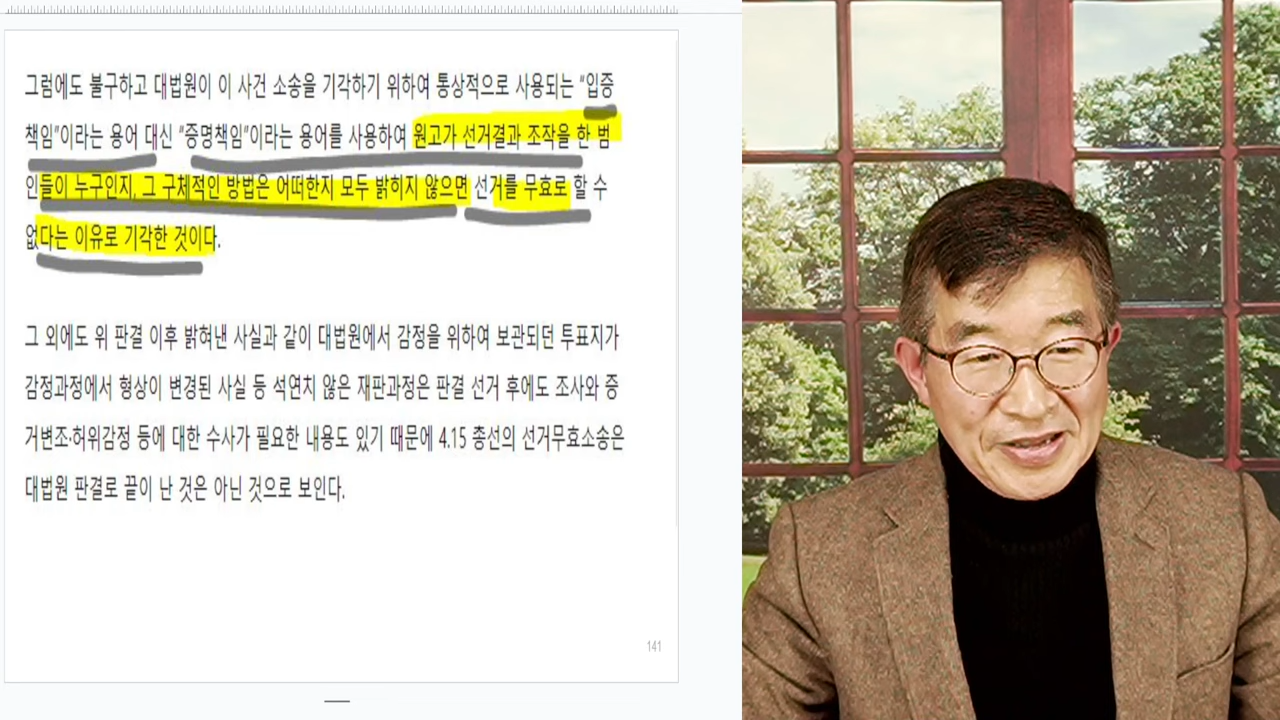 그럼에도 불구하고 대법원이 이 사건 소송을 기각하기 위하여 통상적으로 사용되는 "입증
책임"이라는 용어 대신 "증명책임"이라는 용어를 사용하여 원고가 선거결과 조작을 한 범
인들이 누구인지, 그 구체적인 방법은 어떠한지 모두 밝히지 않으면 선거를 무효로 할 수
없다는 이유로 기각한 것이다.
그 외에도 위 판결 이후 밝혀낸 사실과 같이 대법원에서 감정을 위하여 보관되던 투표지가
감정과정에서 형상이 변경된 사실 등 석연치 않은 재판과정은 판결 선거 후에도 조사와 증
거변조·허위감정 등에 대한 수사가 필요한 내용도 있기 때문에 4.15 총선의 선거무효소송은
대법원 판결로 끝이 난 것은 아닌 것으로 보인다.
141